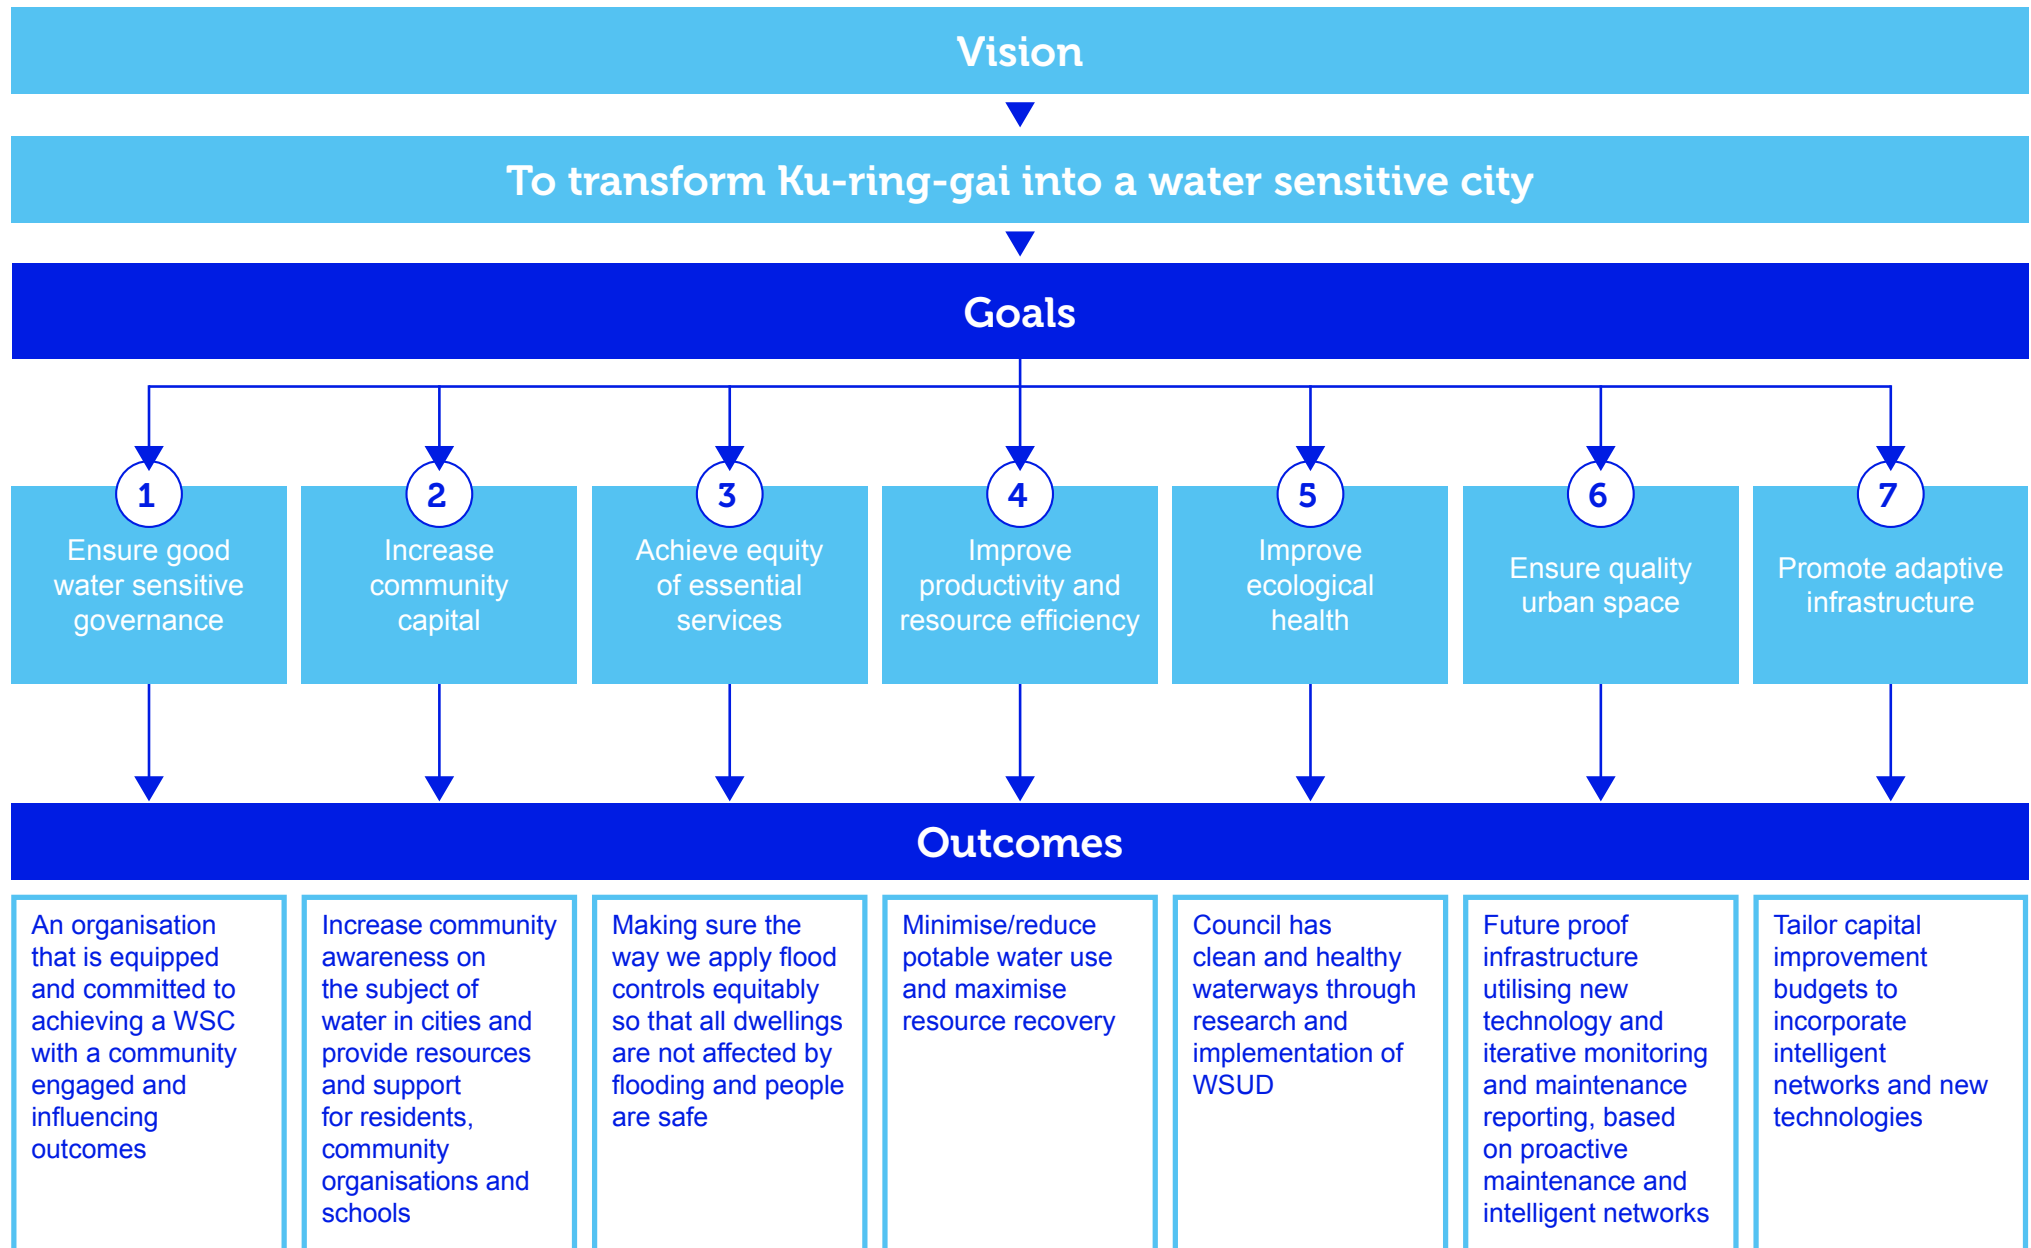 Vision
To transform Ku-ring-gai into a water sensitive city
Goals
1
Ensure good
water sensitive
governance
2
Increase
community
capital
3
Achieve equity
of essential
services
4
Improve
productivity and
resource efficiency
5
Improve
ecological
health
6
Ensure quality
urban space
7
Promote adaptive
infrastructure
Outcomes
An organisation
that is equipped
and committed to
achieving a WSC
with a community
engaged and
influencing
outcomes
Increase community
awareness on
the subject of
water in cities and
provide resources
and support
for residents,
community
organisations and
schools
Making sure the
way we apply flood
controls equitably
so that all dwellings
are not affected by
flooding and people
are safe
Minimise/reduce
potable water use
and maximise
resource recovery
Council has
clean and healthy
waterways through
research and
implementation of
WSUD
Future proof
infrastructure
utilising new
technology and
iterative monitoring
and maintenance
reporting, based
on proactive
maintenance and
intelligent networks
Tailor capital
improvement
budgets to
incorporate
intelligent
networks and new
technologies